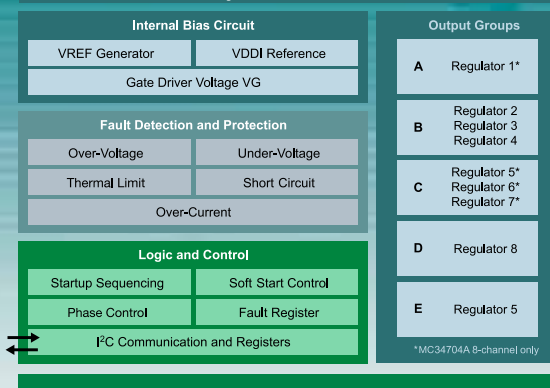 Internal Bias Circuit
VREF Generator
VDDI Reference
Gate Driver Voltage VG
Fault Detection and Protection
Over-Voltage
Under-Voltage
Thermal Limit
Short Circuit
Over-Current
Logic and Control
Startup Sequencing
Soft Start Control
Phase Control
Fault Register
I²C Communication and Registers
Output Groups
A
Regulator 1*
B
Regulator 2
Regulator 3
Regulator 4
C
Regulator 5*
Regulator 6*
Regulator 7*
D
Regulator 8
E
Regulator 5
*MC34704A 8-channel only